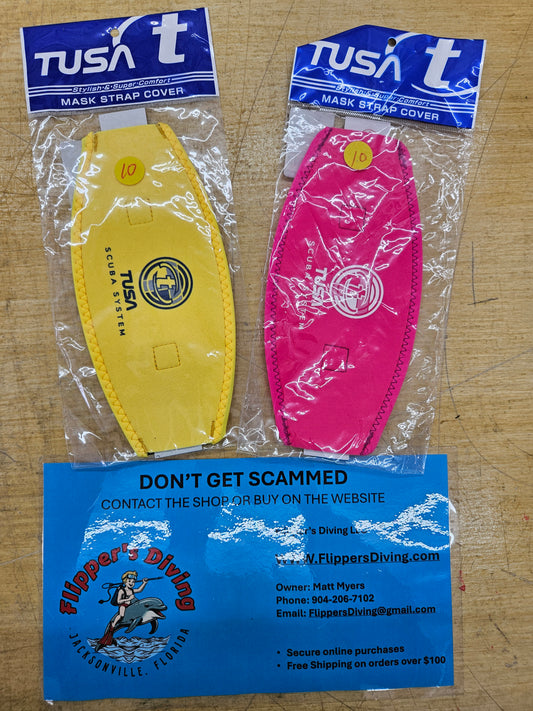 TUSA t
Stylish & Super Comfort
MASK STRAP COVER
TUSA t
Stylish & Super Comfort
MASK STRAP COVER
10
10
TUSA
SCUBA SYSTEM
t
TUSA
SCUBA SYSTEM
t
DON'T GET SCAMMED
CONTACT THE SHOP OR BUY ON THE WEBSITE
Flipper's Diving
JACKSONVILLE, FLORIDA
Diving
WWW.FlippersDiving.com
Owner: Matt Myers
Phone: 904-206-7102
Email: FlippersDiving@gmail.com
• Secure online purchases
• Free Shipping on orders over $100